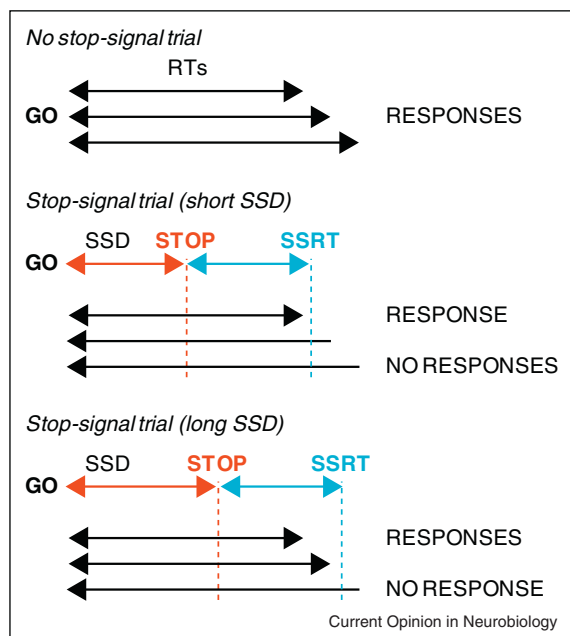 No stop-signal trial
RTs
GO RESPONSES
Stop-signal trial (short SSD)
SSD STOP SSRT
GO
RESPONSE
NO RESPONSES
Stop-signal trial (long SSD)
SSD STOP SSRT
GO
RESPONSES
NO RESPONSE
Current Opinion in Neurobiology